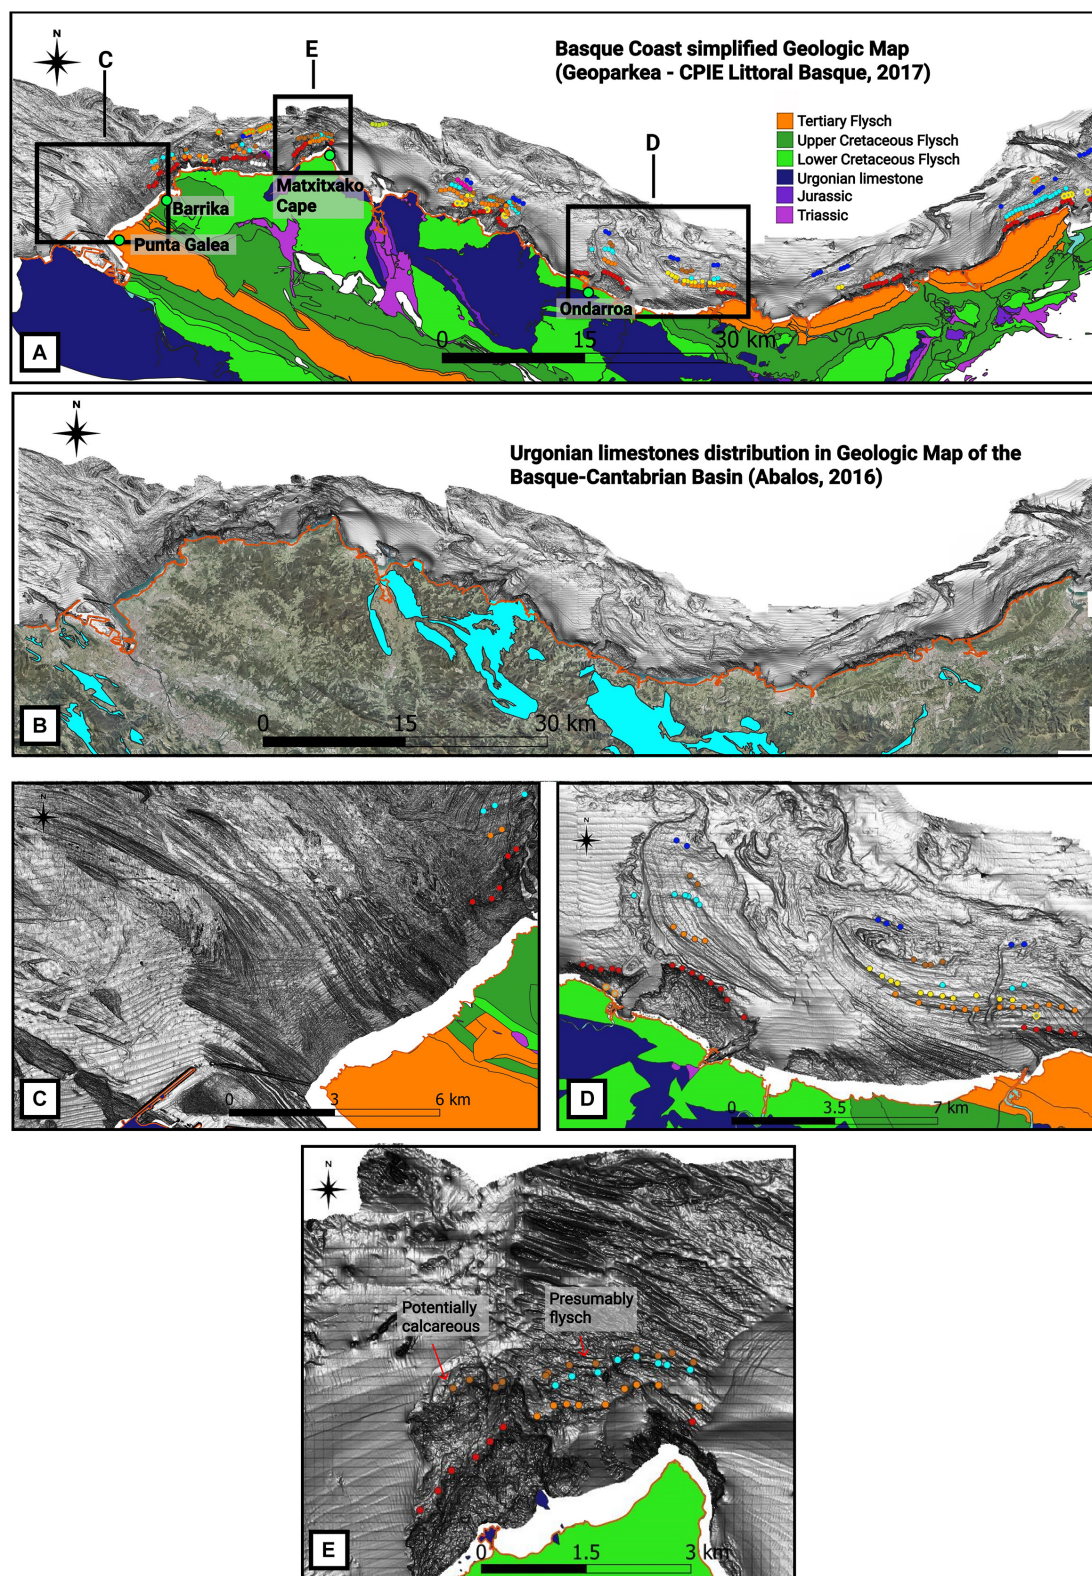 N
C
E
Basque Coast simplified Geologic Map
(Geoparkea - CPIE Littoral Basque, 2017)
Tertiary Flysch
Upper Cretaceous Flysch
Lower Cretaceous Flysch
Urgonian limestone
Jurassic
Triassic
D
Matxitxako
Cape
Barrika
Punta Galea
Ondarroa
0 15 30 km
A
N
Urgonian limestones distribution in Geologic Map of the
Basque-Cantabrian Basin (Abalos, 2016)
0 15 30 km
B
N
0 3 6 km
C
N
0 3.5 7 km
D
N
Potentially
calcareous
Presumably
flysch
0 1.5 3 km
E